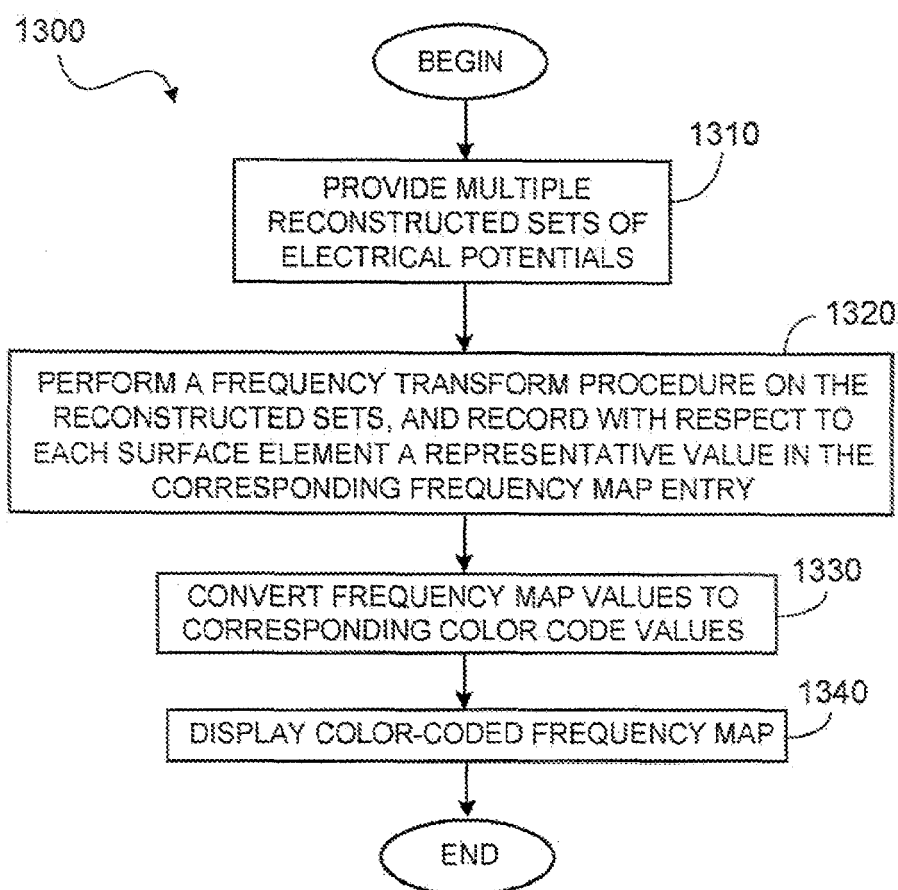 1300
BEGIN
1310
PROVIDE MULTIPLE
RECONSTRUCTED SETS OF
ELECTRICAL POTENTIALS
1320
PERFORM A FREQUENCY TRANSFORM PROCEDURE ON THE
RECONSTRUCTED SETS, AND RECORD WITH RESPECT TO
EACH SURFACE ELEMENT A REPRESENTATIVE VALUE IN THE
CORRESPONDING FREQUENCY MAP ENTRY
1330
CONVERT FREQUENCY MAP VALUES TO
CORRESPONDING COLOR CODE VALUES
1340
DISPLAY COLOR-CODED FREQUENCY MAP
END